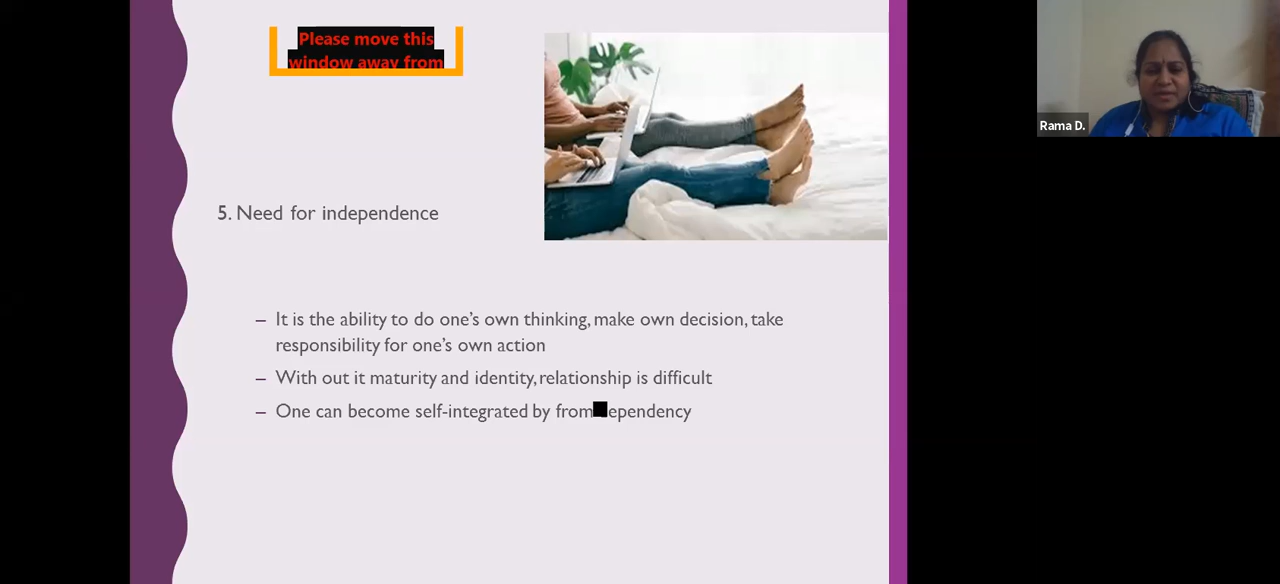 Please move this
window away from
Rama D.
5. Need for independence
– It is the ability to do one's own thinking, make own decision, take
responsibility for one's own action
– With out it maturity and identity, relationship is difficult
– One can become self-integrated by from ependency